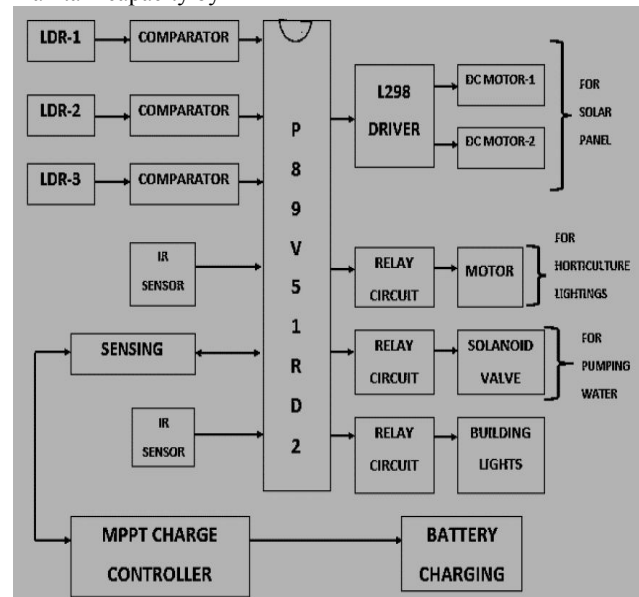 LDR-1
COMPARATOR
LDR-2
COMPARATOR
LDR-3
COMPARATOR
IR
SENSOR
SENSING
IR
SENSOR
P
8
9
V
5
1
R
D
2
L298
DRIVER
DC MOTOR-1
DC MOTOR-2
FOR
SOLAR
PANEL
RELAY
CIRCUIT
MOTOR
FOR
HORTICULTURE
LIGHTINGS
RELAY
CIRCUIT
SOLANOID
VALVE
FOR
PUMPING
WATER
RELAY
CIRCUIT
BUILDING
LIGHTS
MPPT CHARGE
CONTROLLER
BATTERY
CHARGING